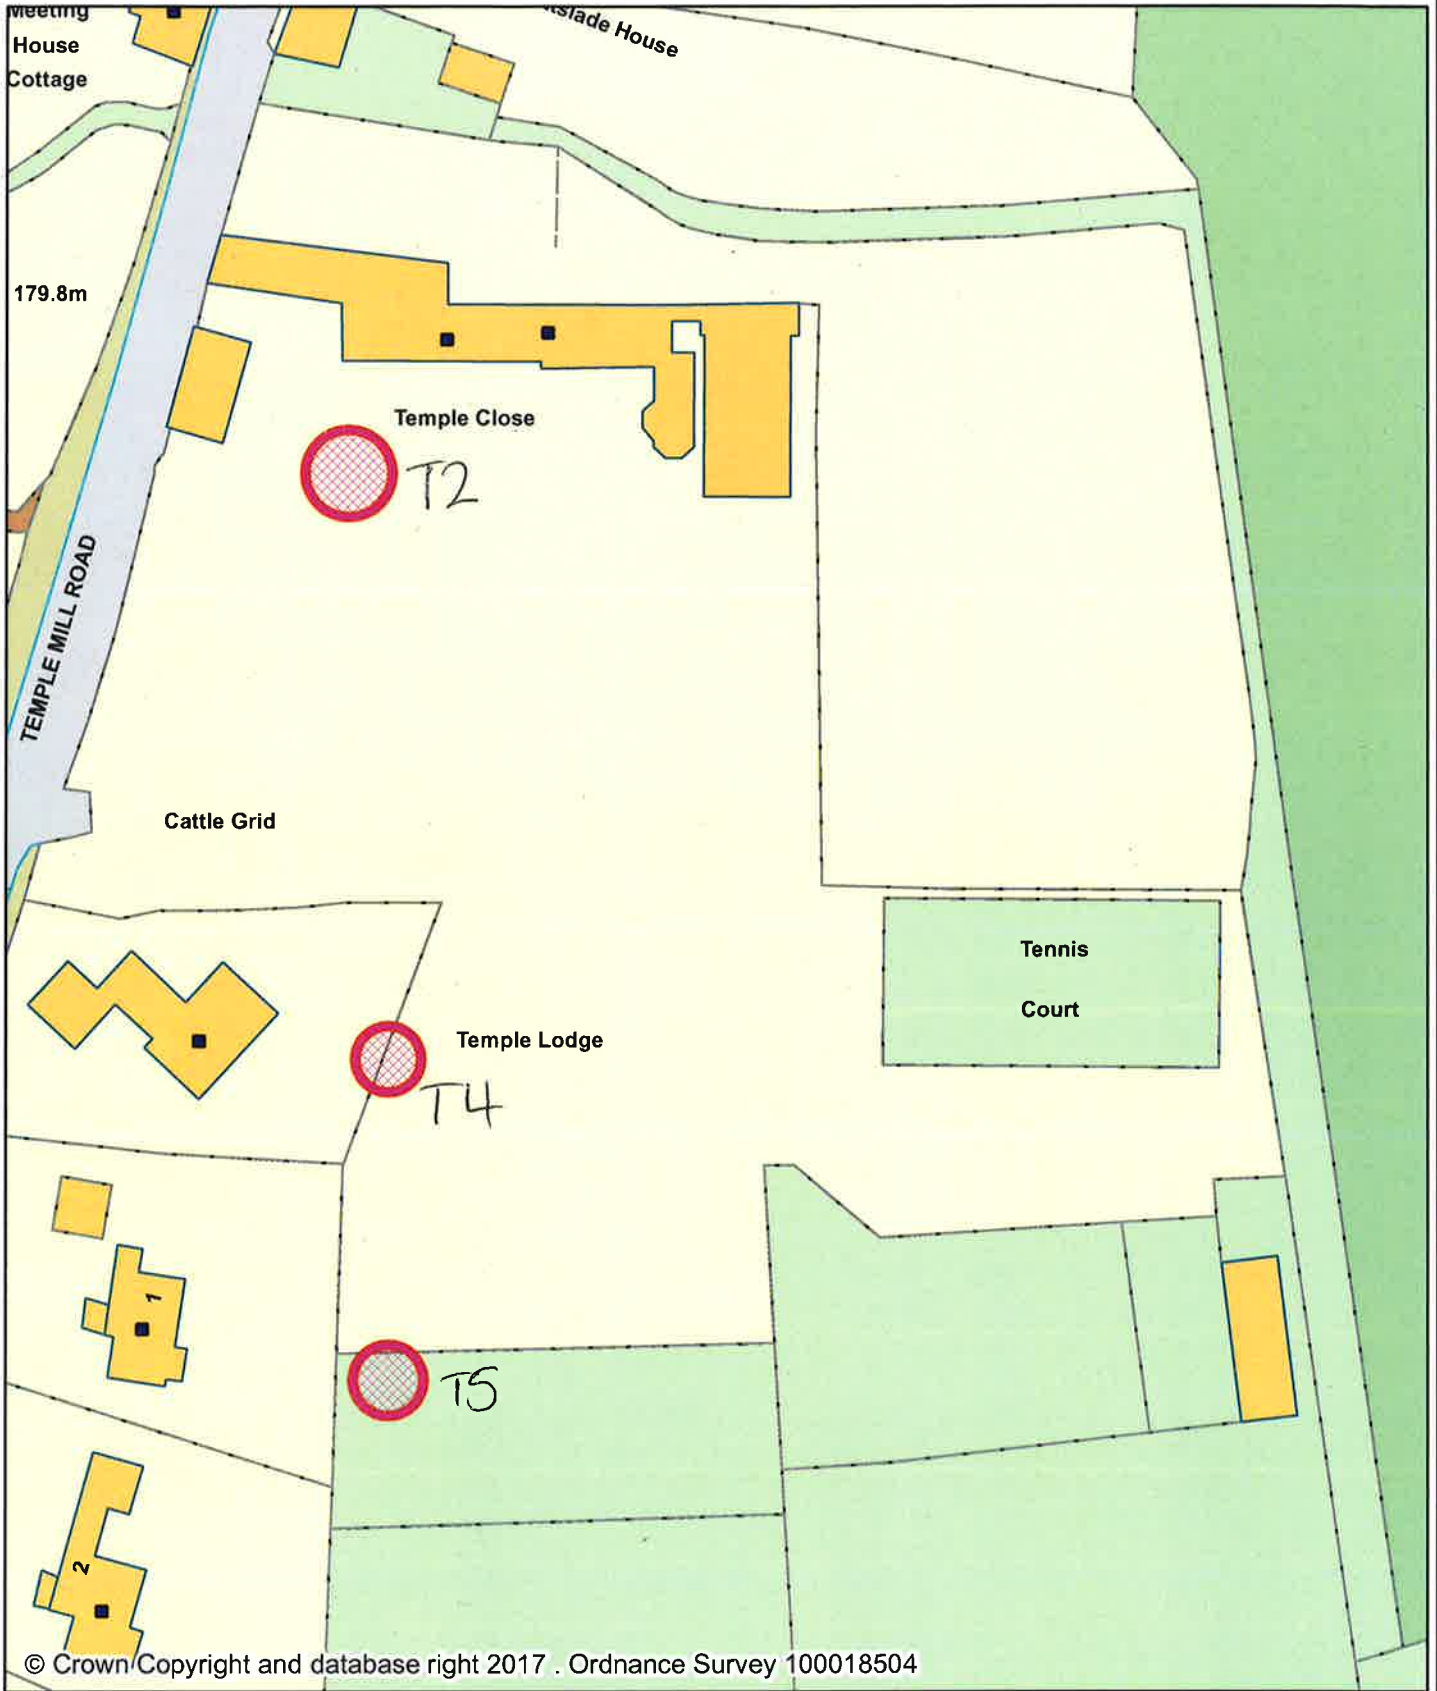 Meeting
House
Cottage
House
179.8m
Temple Close
T2
TEMPLE MILL ROAD
Cattle Grid
Tennis
Court
Temple Lodge
T4
1
T5
2
© Crown Copyright and database right 2017 . Ordnance Survey 100018504